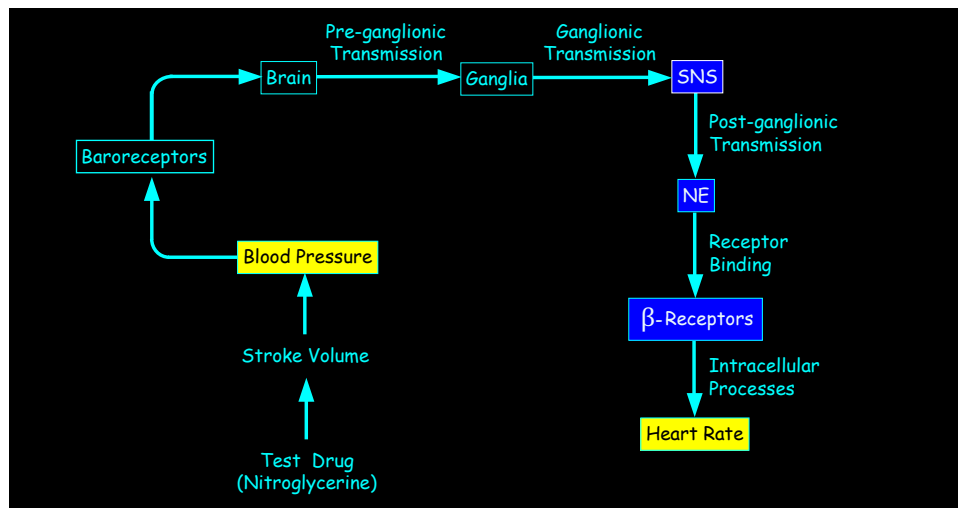 Pre-ganglionic
Transmission
Ganglionic
Transmission
Brain
Ganglia
SNS
Post-ganglionic
Transmission
Baroreceptors
NE
Blood Pressure
Receptor
Binding
β-Receptors
Stroke Volume
Intracellular
Processes
Heart Rate
Test Drug
(Nitroglycerine)